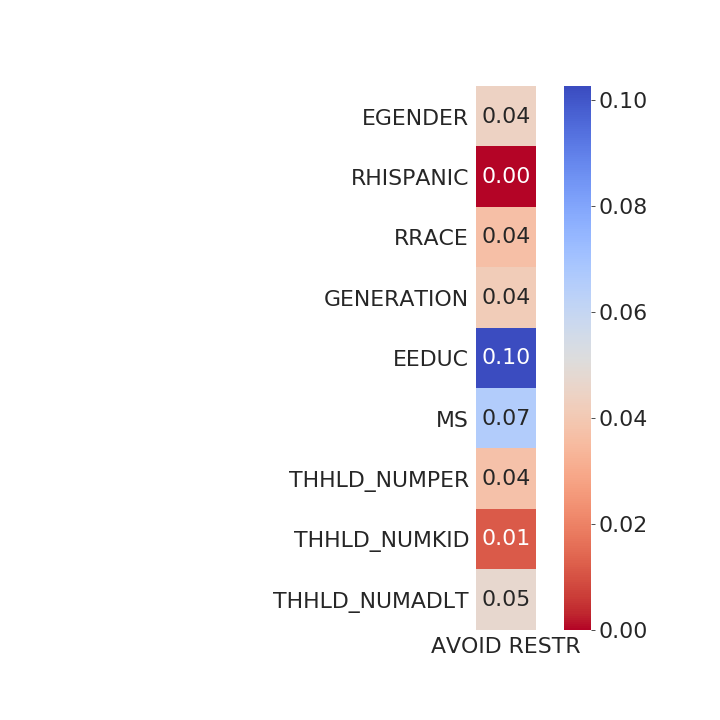 EGENDER 0.04
RHISPANIC 0.00
RRACE 0.04
GENERATION 0.04
EEDUC 0.10
MS 0.07
THHLD_NUMPER 0.04
THHLD_NUMKID 0.01
THHLD_NUMADLT 0.05
AVOID RESTR
0.10
0.08
0.06
0.04
0.02
0.00